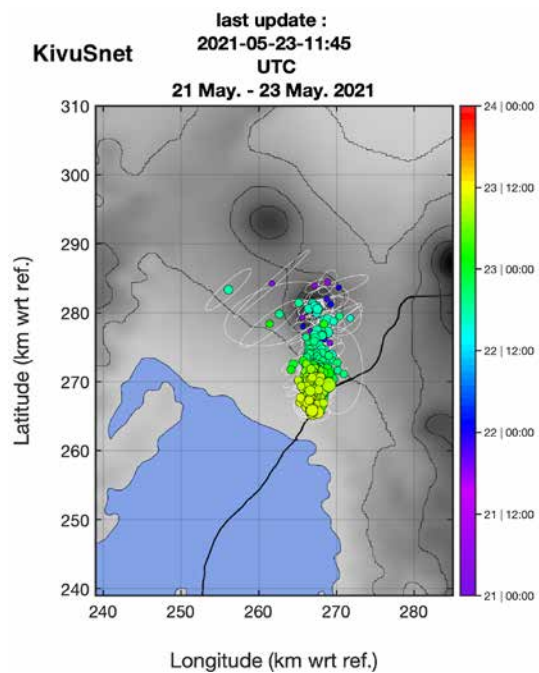 last update :
KivuSnet
2021-05-23-11:45
UTC
21 May. - 23 May. 2021
310
300
290
280
270
260
250
240
240
250
260
270
280
Latitude (km wrt ref.)
Longitude (km wrt ref.)
24 | 00:00
23 | 12:00
23 | 00:00
22 | 12:00
22 | 00:00
21 | 12:00
21 | 00:00